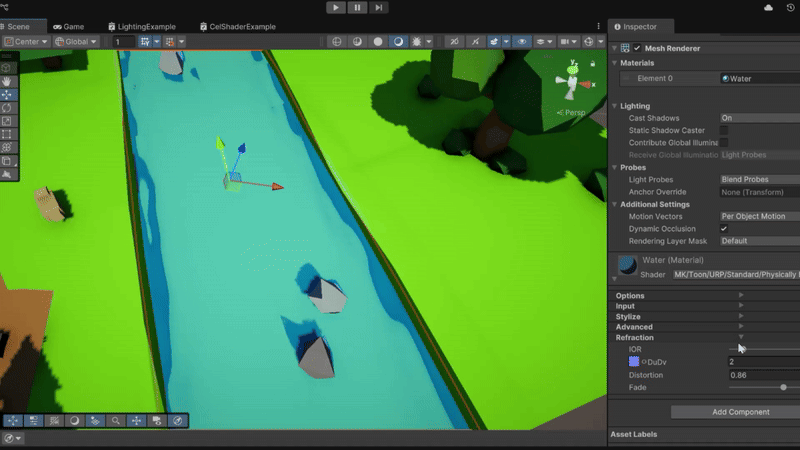 Scene
Game
LightingExample
CelShaderExample
Inspector
Center
Global
1
Mesh Renderer
Materials
Element 0
Water
Lighting
Cast Shadows
On
Static Shadow Caster
Contribute Global Illumina
Receive Global Illuminatio
Light Probes
Probes
Light Probes
Blend Probes
Anchor Override
None (Transform)
Additional Settings
Motion Vectors
Per Object Motion
Dynamic Occlusion
Rendering Layer Mask
Default
Water (Material)
Shader
MK/Toon/URP/Standard/Physically
Options
Input
Stylize
Advanced
Refraction
IOR
DuDv
2
Distortion
0.86
Fade
Add Component
Asset Labels
2D
y
x
Persp